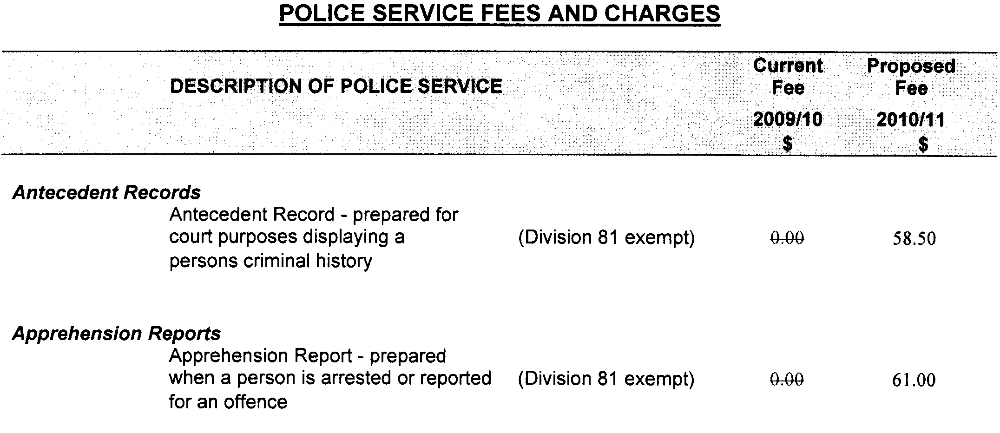 POLICE SERVICE FEES AND CHARGES
DESCRIPTION OF POLICE SERVICE
Current Proposed
Fee Fee
2009/10 2010/11
$ $
Antecedent Records
Antecedent Record - prepared for
court purposes displaying a (Division 81 exempt) 0.00 58.50
persons criminal history
Apprehension Reports
Apprehension Report - prepared
when a person is arrested or reported (Division 81 exempt) 0.00 61.00
for an offence